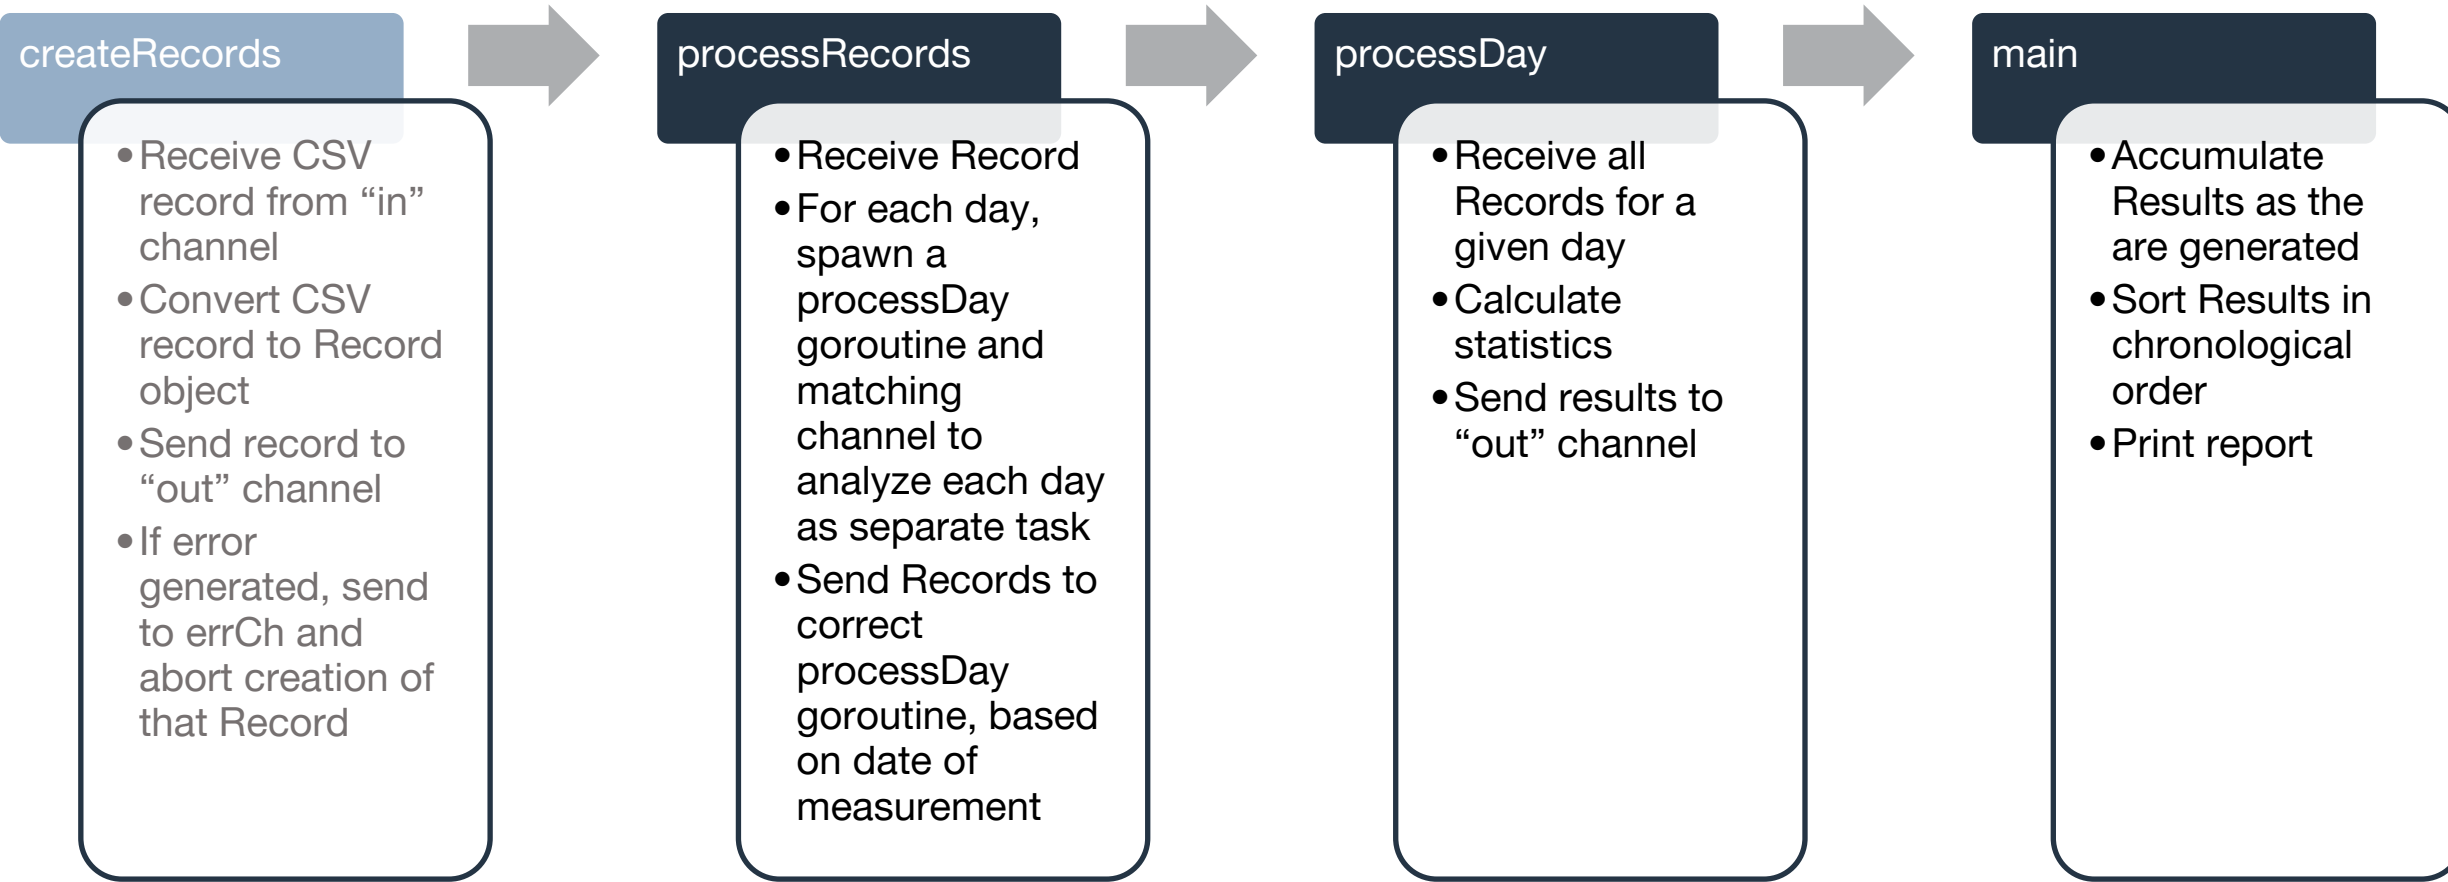 createRecords
•Receive CSV
record from “in”
channel
•Convert CSV
record to Record
object
•Send record to
“out” channel
•If error
generated, send
to errCh and
abort creation of
that Record
processRecords
•Receive Record
•For each day,
spawn a
processDay
goroutine and
matching
channel to
analyze each day
as separate task
•Send Records to
correct
processDay
goroutine, based
on date of
measurement
processDay
•Receive all
Records for a
given day
•Calculate
statistics
•Send results to
“out” channel
main
•Accumulate
Results as the
are generated
•Sort Results in
chronological
order
•Print report